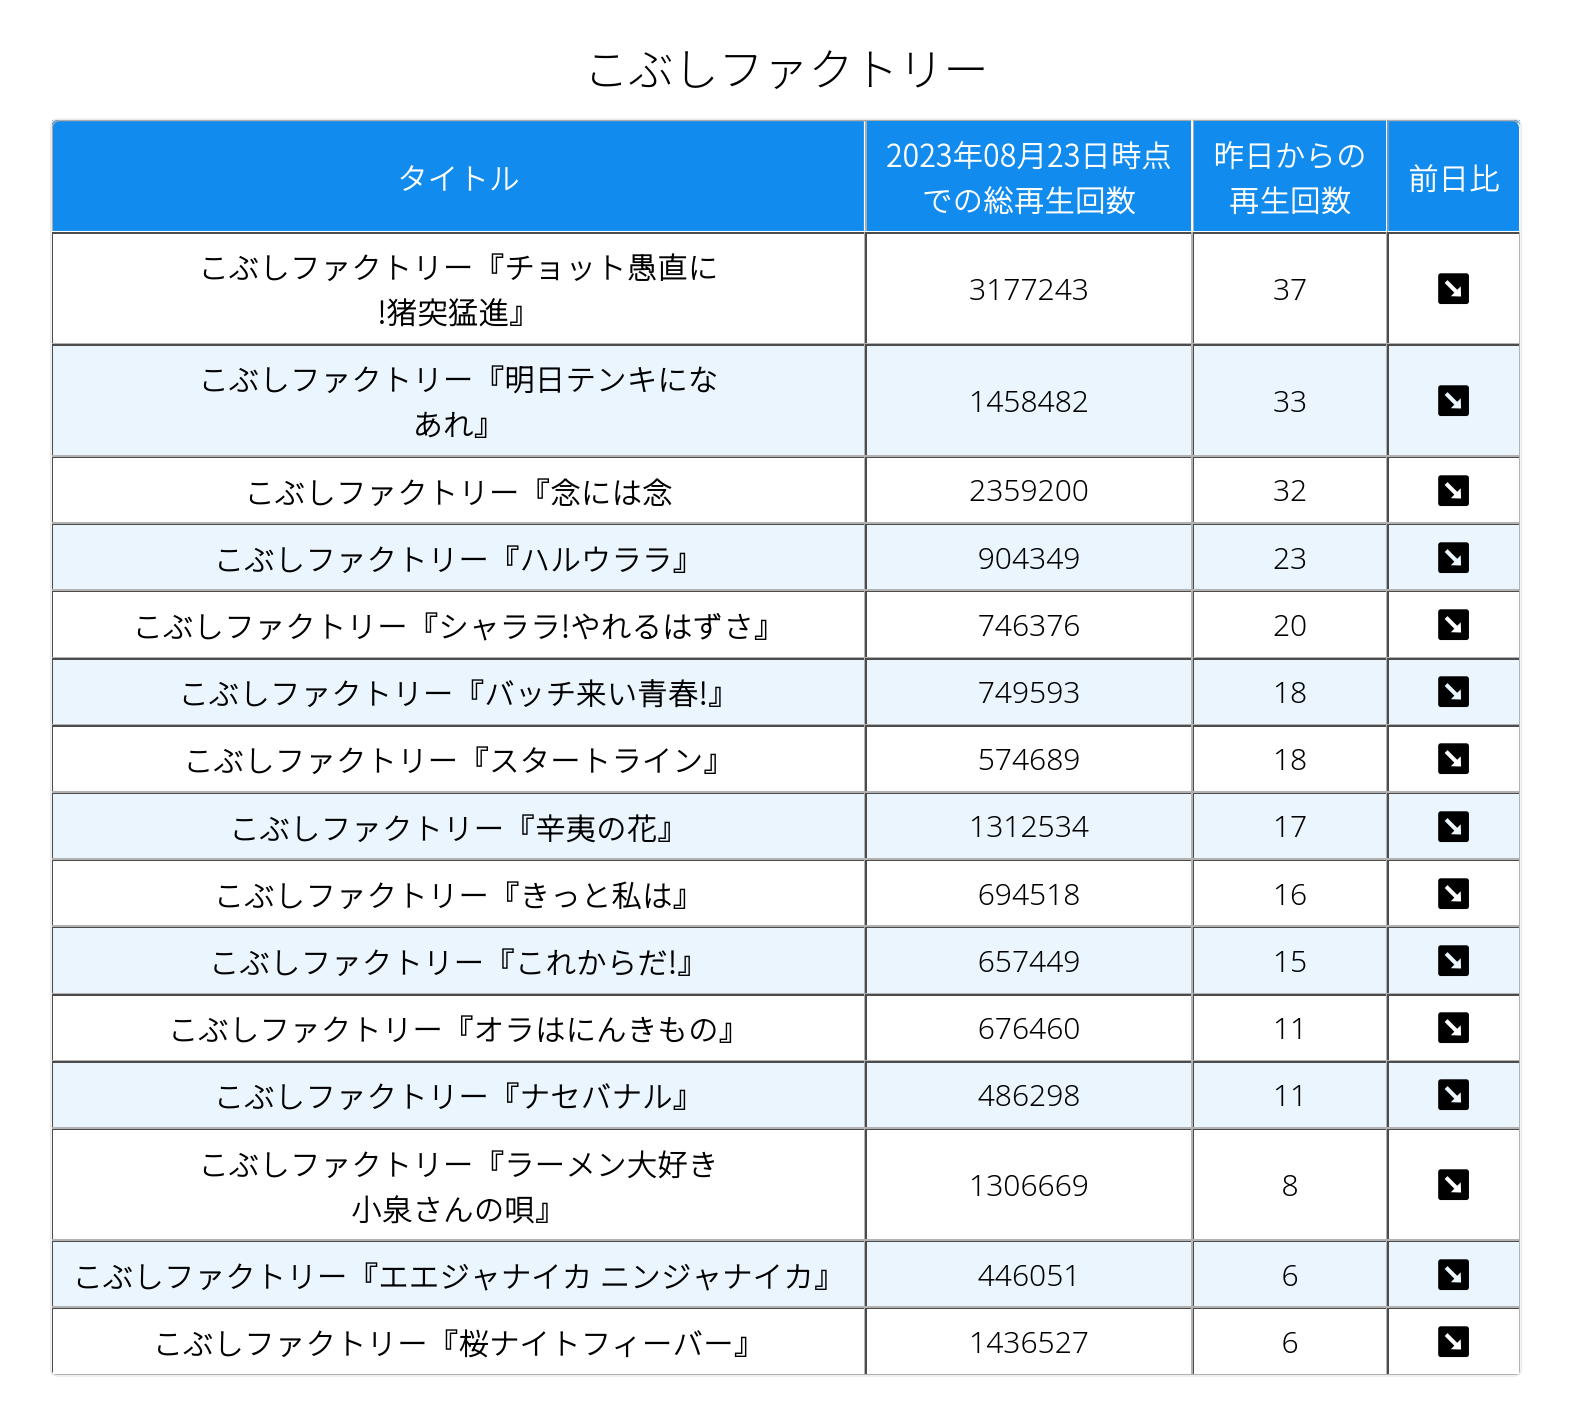 こぶしファクトリー
タイトル
2023年08月23日時点
での総再生回数
昨日からの
再生回数
前日比
こぶしファクトリー『チョット愚直に
!猪突猛進』
3177243
37
こぶしファクトリー『明日テンキにな
あれ』
1458482
33
こぶしファクトリー『念には念
2359200
32
こぶしファクトリー『ハルウララ』
904349
23
こぶしファクトリー『シャララ!やれるはずさ』
746376
20
こぶしファクトリー『バッチ来い青春!』
749593
18
こぶしファクトリー『スタートライン』
574689
18
こぶしファクトリー『辛夷の花』
1312534
17
こぶしファクトリー『きっと私は』
694518
16
こぶしファクトリー『これからだ!』
657449
15
こぶしファクトリー『オラはにんきもの』
676460
11
こぶしファクトリー『ナセバナル』
486298
11
こぶしファクトリー『ラーメン大好き
小泉さんの唄』
1306669
8
こぶしファクトリー『エエジャナイカ ニンジャナイカ』
446051
6
こぶしファクトリー『桜ナイトフィーバー』
1436527
6